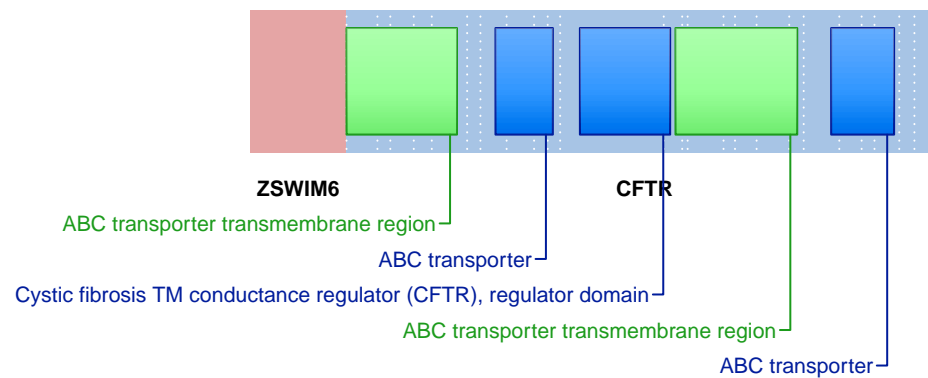 ZSWIM6 CFTR
ABC transporter transmembrane region
ABC transporter
Cystic fibrosis TM conductance regulator (CFTR), regulator domain
ABC transporter transmembrane region
ABC transporter